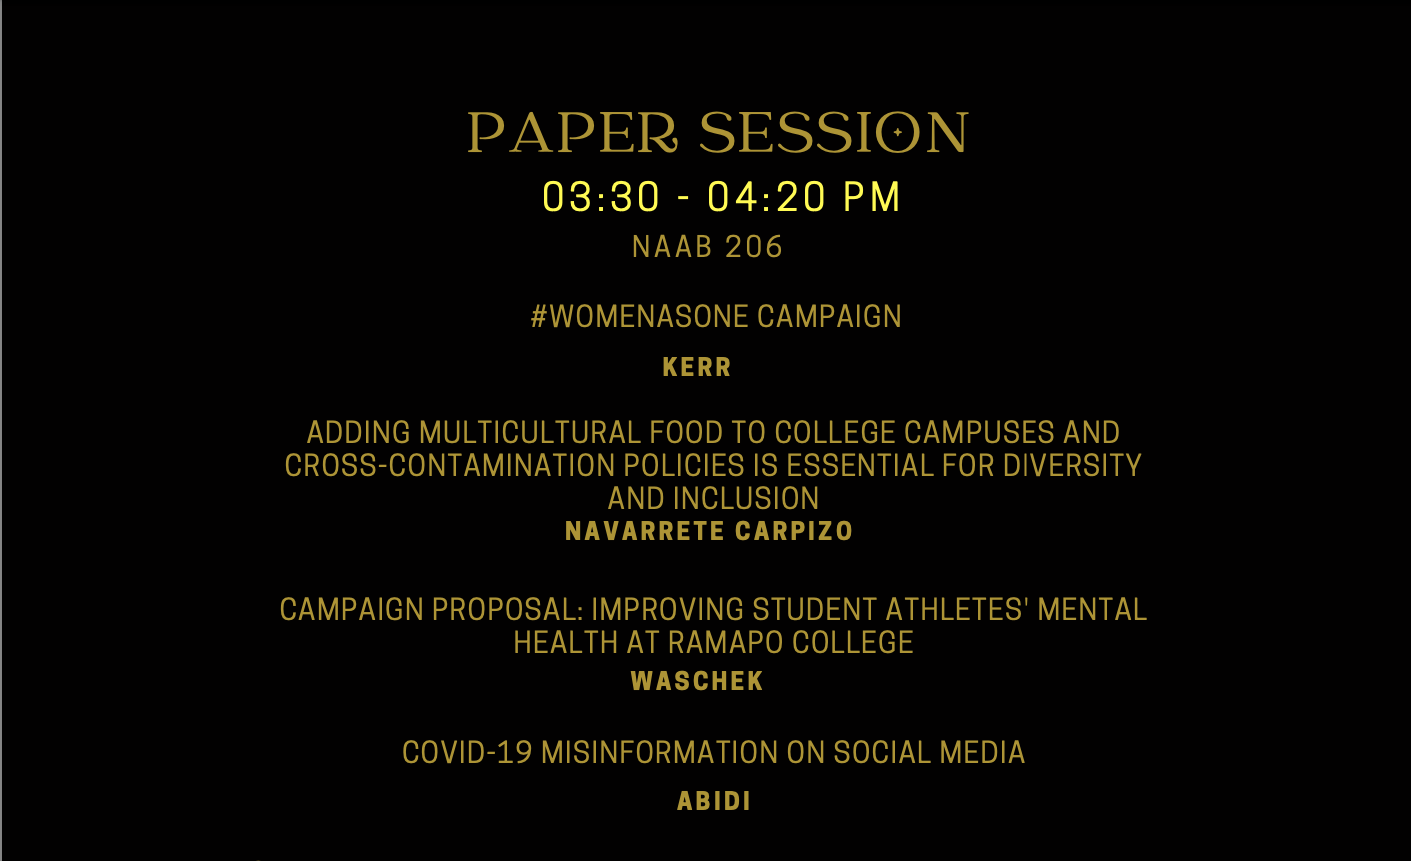 PAPER SESSION
03:30 - 04:20 PM
NAAB 206
#WOMENASONE CAMPAIGN
KERR
ADDING MULTICULTURAL FOOD TO COLLEGE CAMPUSES AND
CROSS-CONTAMINATION POLICIES IS ESSENTIAL FOR DIVERSITY
AND INCLUSION
NAVARRETE CARPIZO
CAMPAIGN PROPOSAL: IMPROVING STUDENT ATHLETES' MENTAL
HEALTH AT RAMAPO COLLEGE
WASCHEK
COVID-19 MISINFORMATION ON SOCIAL MEDIA
ABIDI